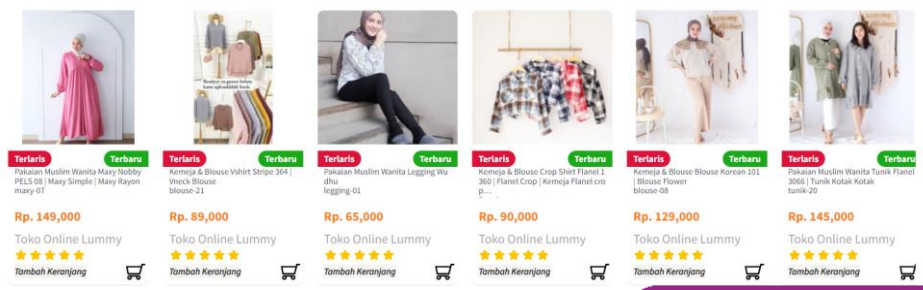 Terlaris Terbaru
Pakaian Muslim Wanita Maxy Nobby
PELS 08 | Maxy Simple | Maxy Rayon
maxy-07
Rp. 149,000
Toko Online Lummy
Tambah Keranjang
Terlaris Terbaru
Kemeja & Blouse Vshirt Stripe 364 |
Vneck Blouse
blouse-21
Rp. 89,000
Toko Online Lummy
Tambah Keranjang
Terlaris Terbaru
Pakaian Muslim Wanita Legging Wu
dhu
legging-01
Rp. 65,000
Toko Online Lummy
Tambah Keranjang
Terlaris Terbaru
Kemeja & Blouse Crop Shirt Flanel 1
360 | Flanel Crop | Kemeja Flanel cro
p...
Rp. 90,000
Toko Online Lummy
Tambah Keranjang
Terlaris Terbaru
Kemeja & Blouse Blouse Korean 101
| Blouse Flower
blouse-08
Rp. 129,000
Toko Online Lummy
Tambah Keranjang
Terlaris Terbaru
Pakaian Muslim Wanita Tunik Flanel
3066 | Tunik Kotak Kotak
tunik-20
Rp. 145,000
Toko Online Lummy
Tambah Keranjang